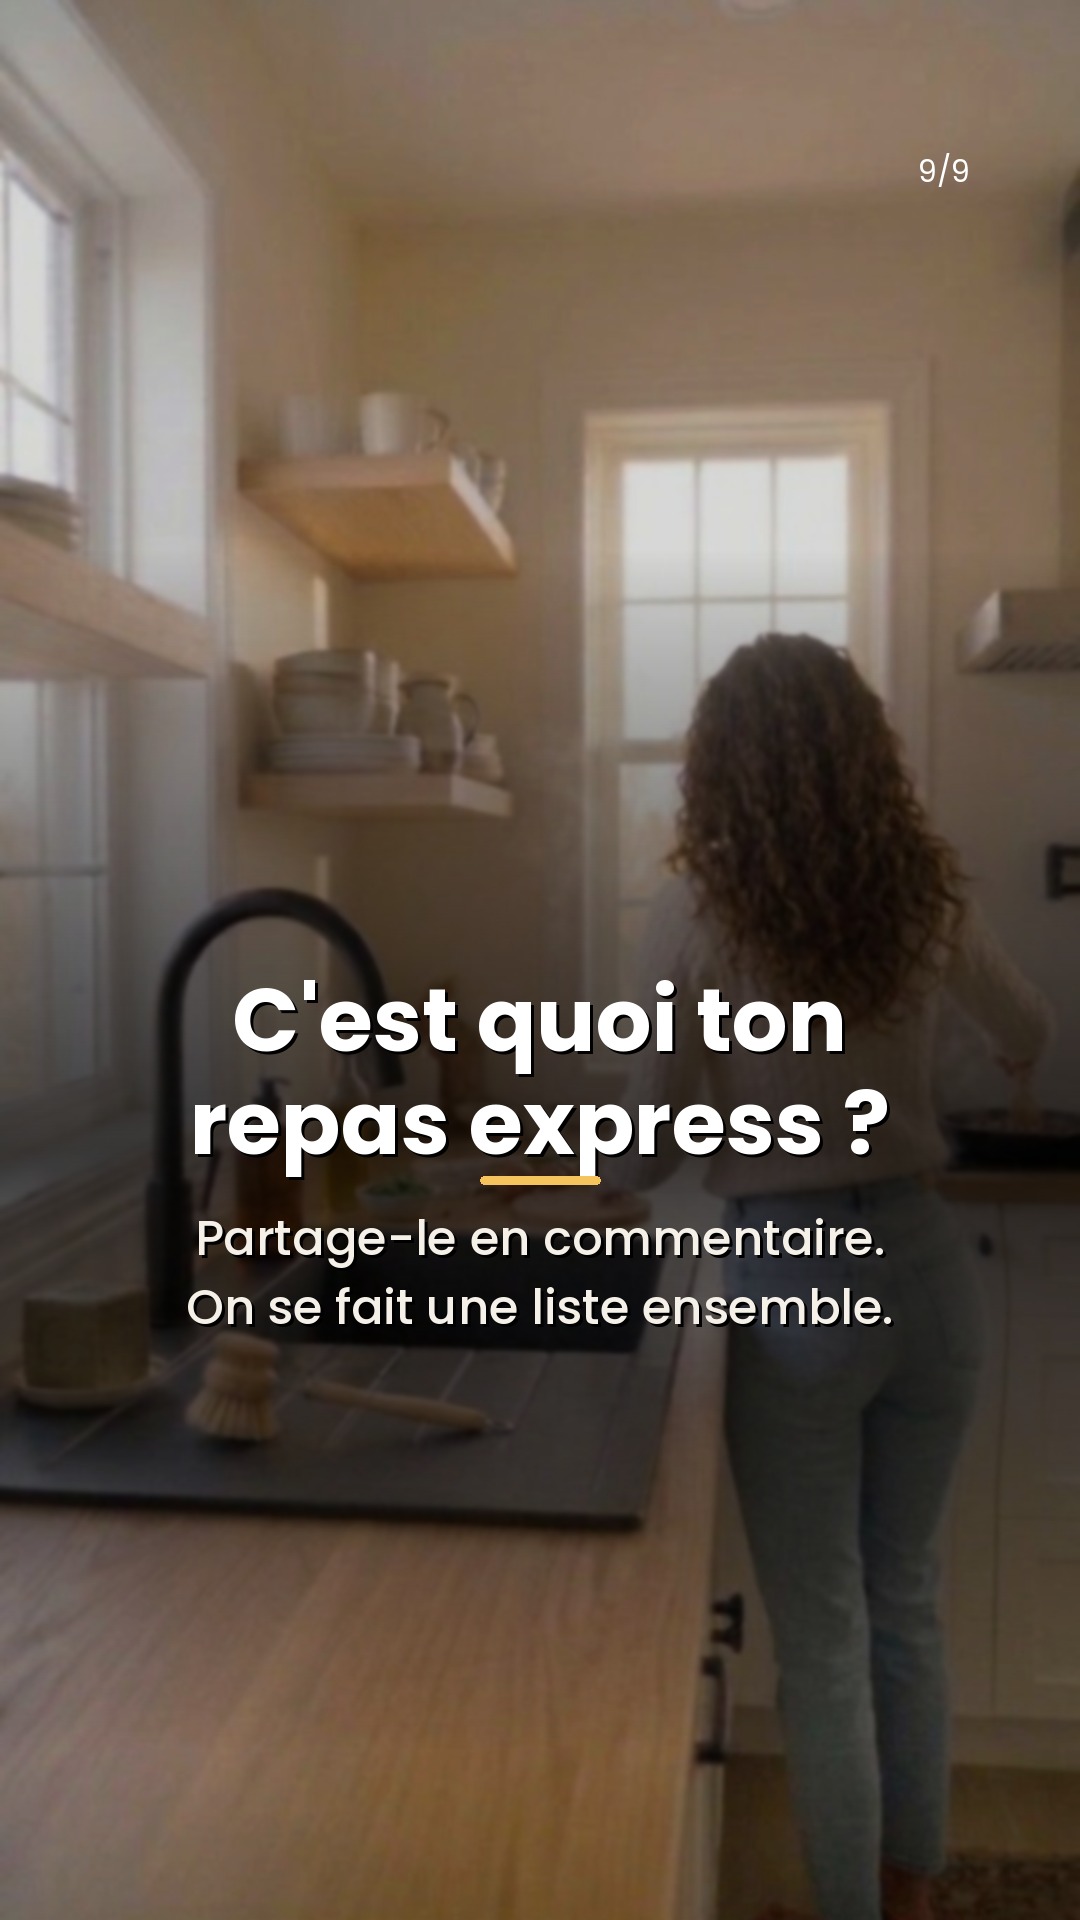 9/9
C'est quoi ton
repas express ?
Partage-le en commentaire.
On se fait une liste ensemble.